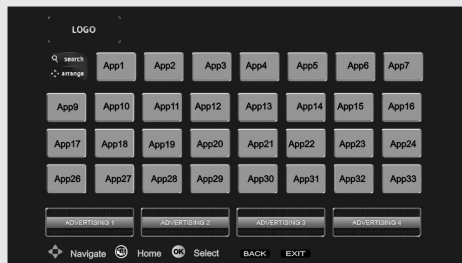 LOGO
search
arrange
App1 App2 App3 App4 App5 App6 App7
App9 App10 App11 App12 App13 App14 App15 App16
App17 App18 App19 App20 App21 App22 App23 App24
App26 App27 App28 App29 App30 App31 App32 App33
ADVERTISING 1 ADVERTISING 2 ADVERTISING 3 ADVERTISING 4
Navigate Home OK Select BACK EXIT